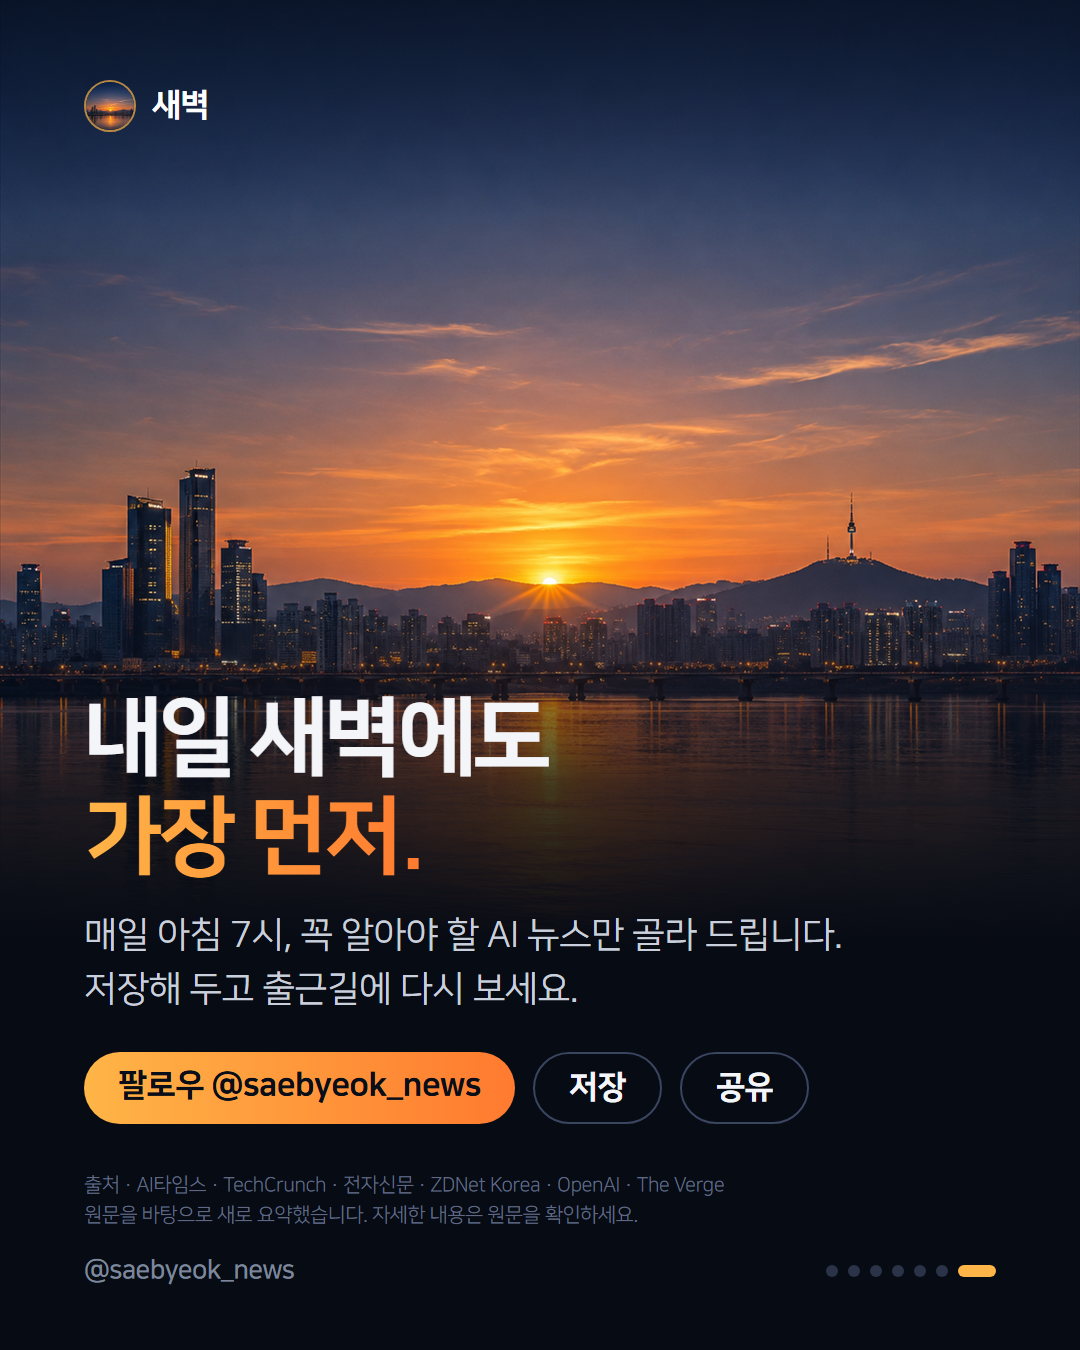 새벽
내일 새벽에도
가장 먼저.
매일 아침 7시, 꼭 알아야 할 AI 뉴스만 골라 드립니다.
저장해 두고 출근길에 다시 보세요.
팔로우 @saebyeok_news
저장
공유
출처 · AI타임스 · TechCrunch · 전자신문 · ZDNet Korea · OpenAI · The Verge
원문을 바탕으로 새로 요약했습니다. 자세한 내용은 원문을 확인하세요.
@saebyeok_news